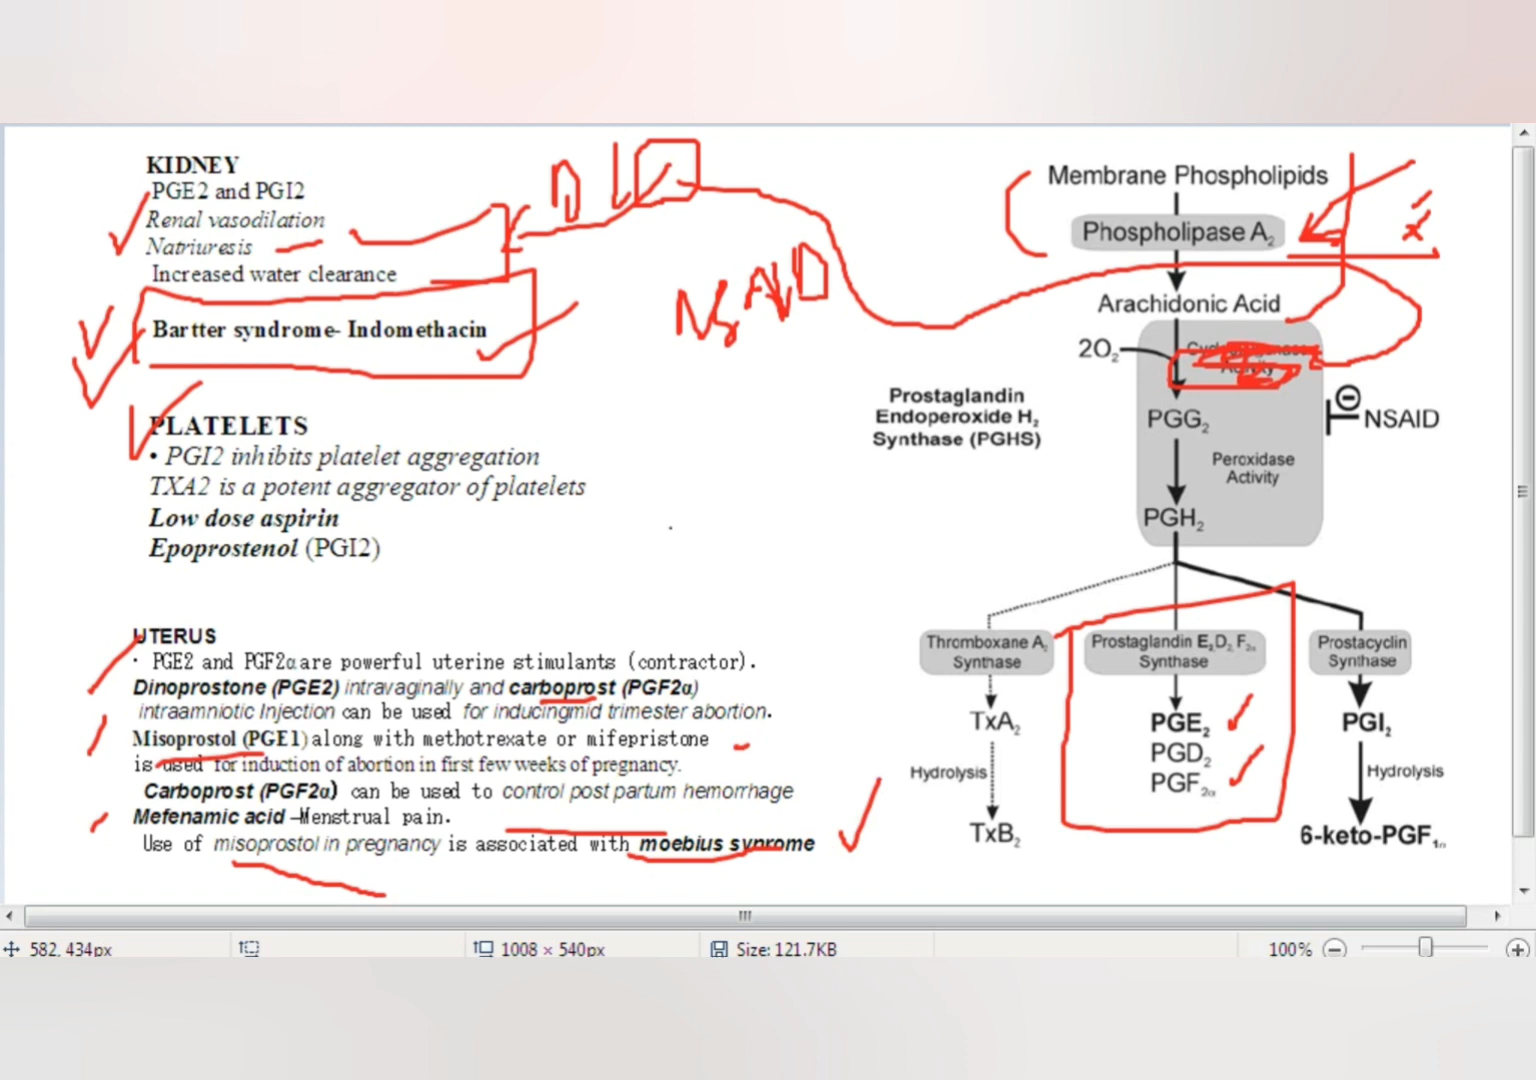 KIDNEY
PGE2 and PGI2
Renal vasodilation
Natriuresis
Increased water clearance
Bartter syndrome- Indomethacin
NSAID
PLATELETS
• PGI2 inhibits platelet aggregation
TXA2 is a potent aggregator of platelets
Low dose aspirin
Epoprostenol (PGI2)
UTERUS
· PGE2 and PGF2α are powerful uterine stimulants (contractor).
Dinoprostone (PGE2) intravaginally and carboprost (PGF2α)
intraamniotic Injection can be used for inducingmid trimester abortion.
Misoprostol (PGE1) along with methotrexate or mifepristone
is used for induction of abortion in first few weeks of pregnancy.
Carboprost (PGF2α) can be used to control post partum hemorrhage
Mefenamic acid –Menstrual pain.
Use of misoprostol in pregnancy is associated with moebius synrome
Membrane Phospholipids
Phospholipase A2
Arachidonic Acid
2O2
Activity
Prostaglandin
Endoperoxide H2
Synthase (PGHS)
PGG2
NSAID
Peroxidase
Activity
PGH2
Thromboxane A2
Synthase
Prostaglandin E2 D2 F2α
Synthase
Prostacyclin
Synthase
TxA2
PGE2
PGD2
PGF2α
PGI2
Hydrolysis
Hydrolysis
TxB2
6-keto-PGF1α
582, 434px
1008 × 540px
Size: 121.7KB
100%